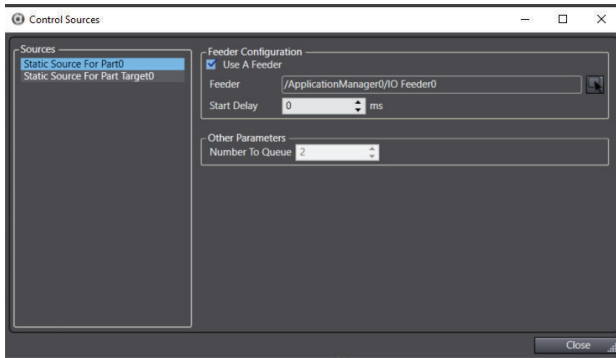 Control Sources
Sources
Static Source For Part0
Static Source For Part Target0
Feeder Configuration
Use A Feeder
Feeder /ApplicationManager0/IO Feeder0
Start Delay 0 ms
Other Parameters
Number To Queue 2
Close